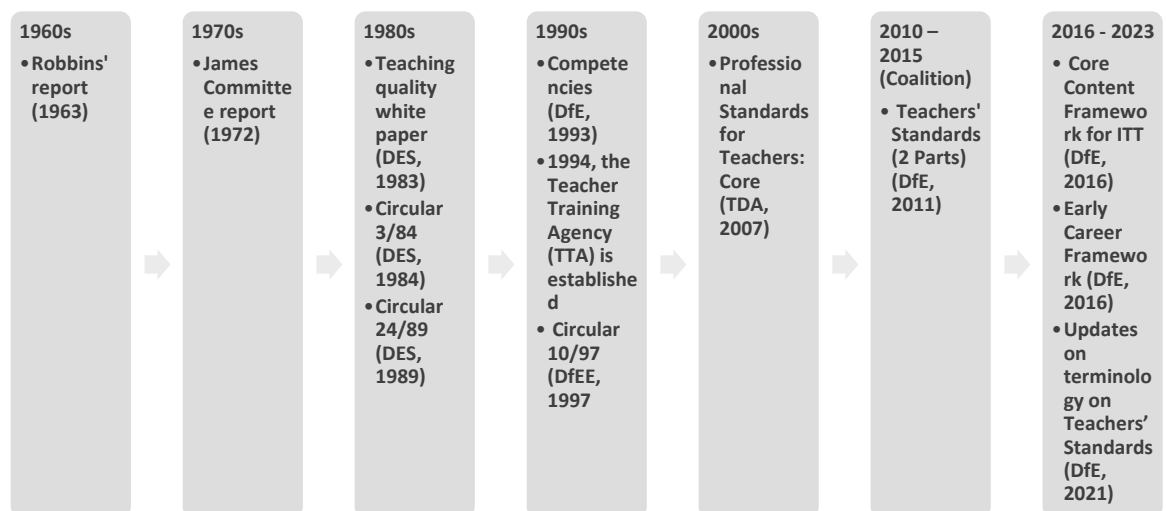 1960s
•Robbins'
report
(1963)
1970s
•James
Committe
e report
(1972)
1980s
•Teaching
quality
white
paper
(DES,
1983)
•Circular
3/84
(DES,
1984)
•Circular
24/89
(DES,
1989)
1990s
•Compete
ncies
(DfE,
1993)
•1994, the
Teacher
Training
Agency
(TTA) is
establishe
d
• Circular
10/97
(DfEE,
1997
2000s
•Professio
nal
Standards
for
Teachers:
Core
(TDA,
2007)
2010 –
2015
(Coalition)
• Teachers'
Standards
(2 Parts)
(DfE,
2011)
2016 - 2023
• Core
Content
Framewo
rk for ITT
(DfE,
2016)
•Early
Career
Framewo
rk (DfE,
2016)
•Updates
on
terminolo
gy on
Teachers’
Standards
(DfE,
2021)